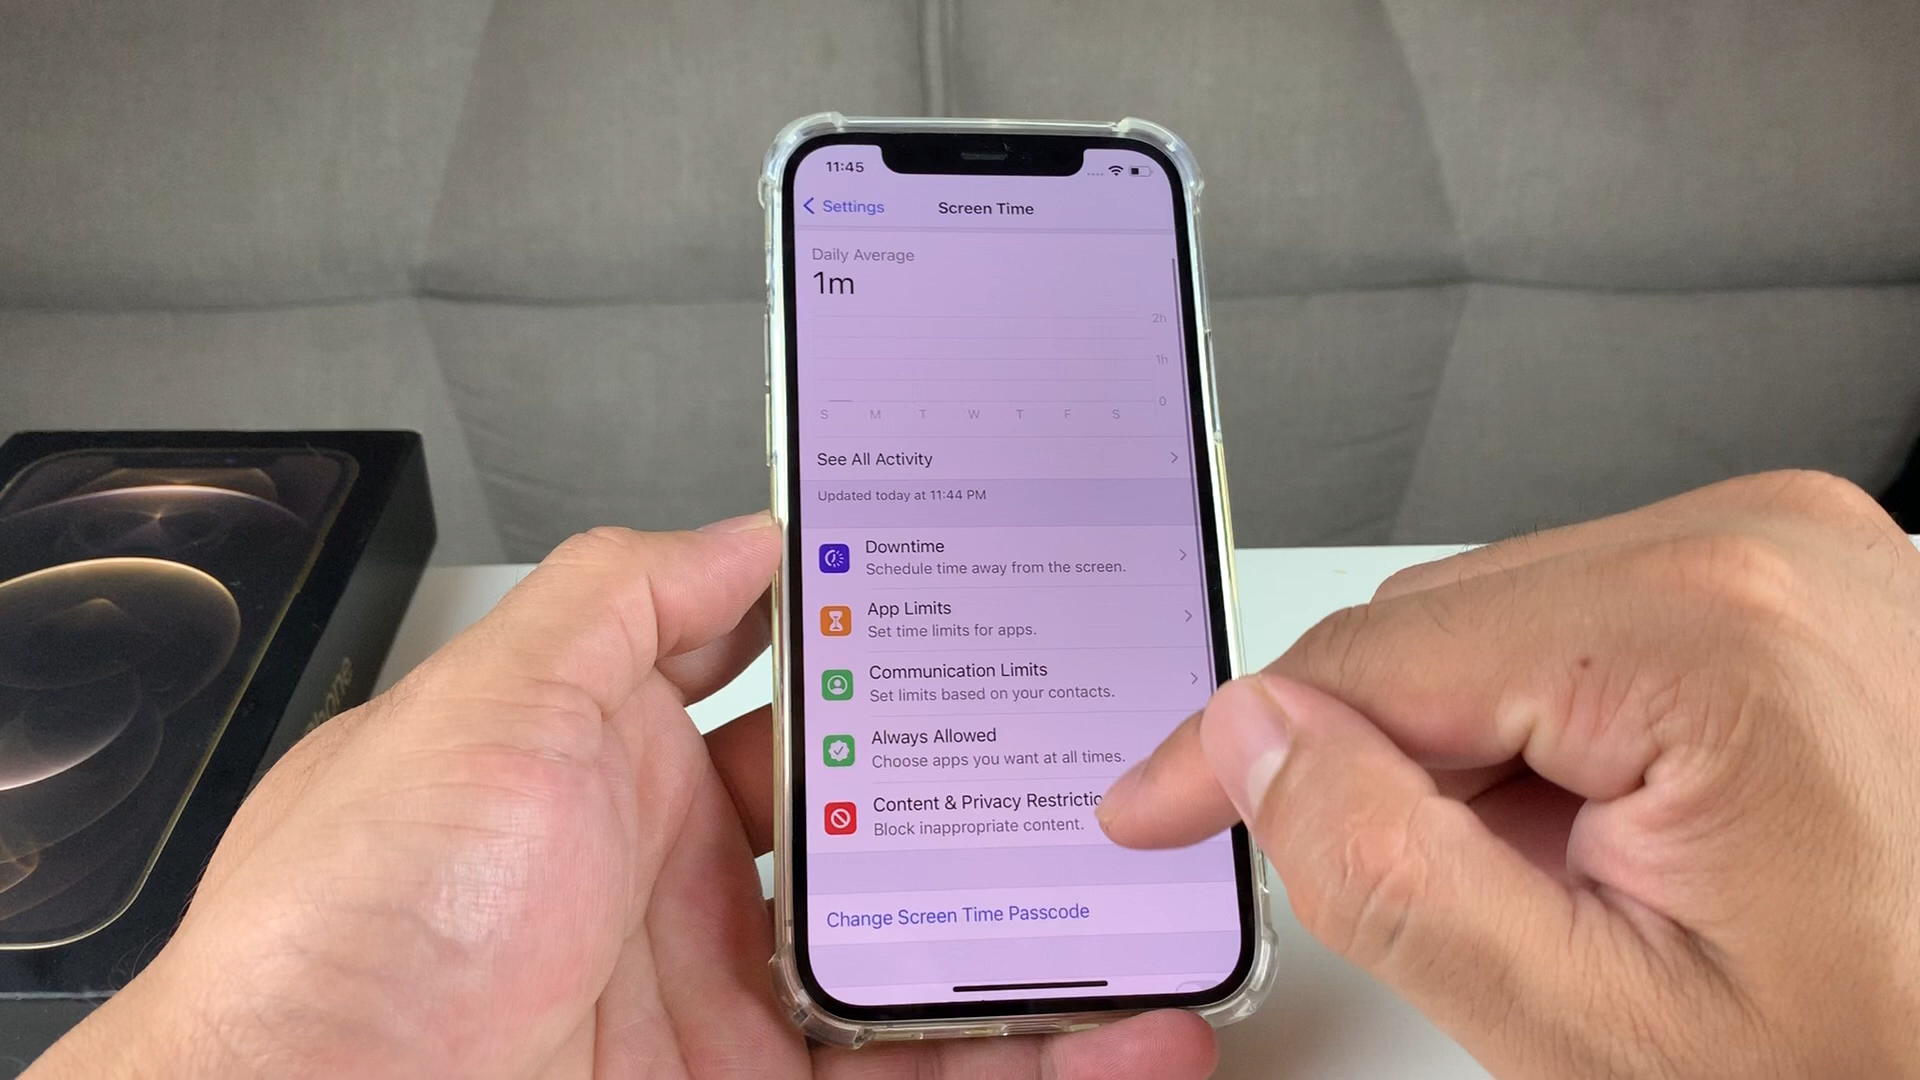 11:45
Settings
Screen Time
Daily Average
1m
2h
1h
0
S M T W T F S
See All Activity
Updated today at 11:44 PM
Downtime
Schedule time away from the screen.
App Limits
Set time limits for apps.
Communication Limits
Set limits based on your contacts.
Always Allowed
Choose apps you want at all times.
Content & Privacy Restrictio
Block inappropriate content.
Change Screen Time Passcode